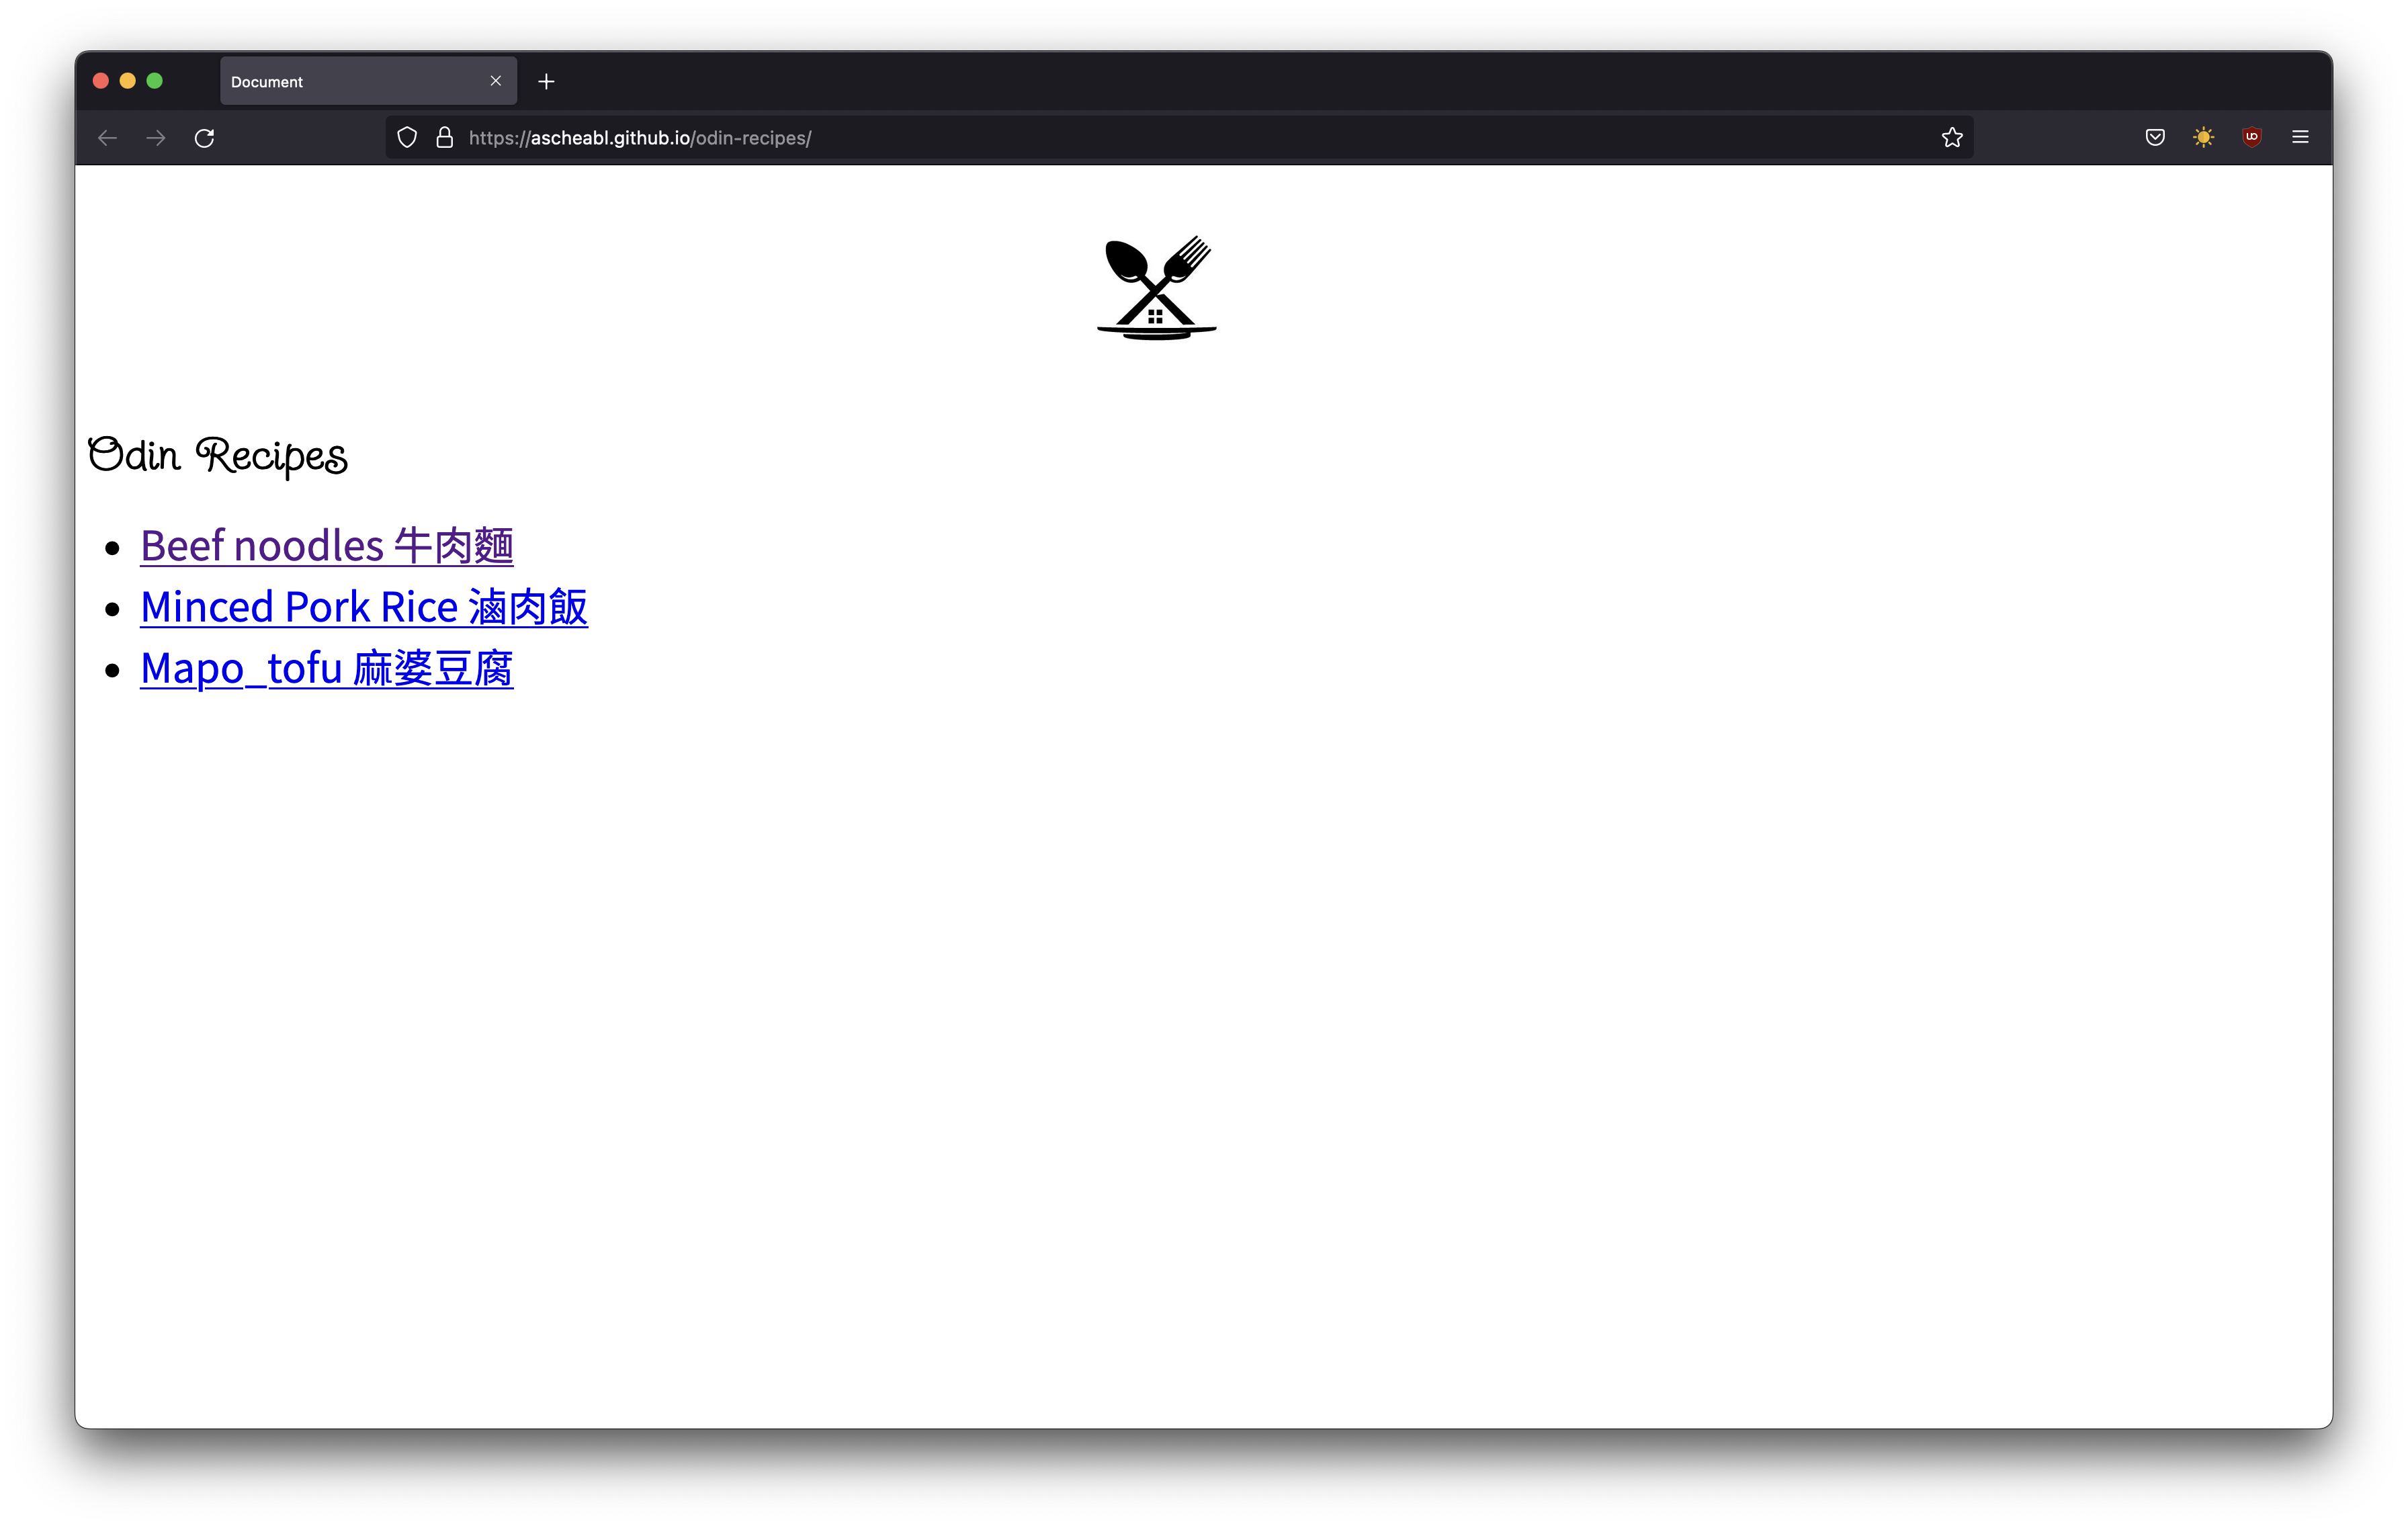 Document
https://ascheabl.github.io/odin-recipes/
Odin Recipes
Beef noodles 牛肉麵
Minced Pork Rice 滷肉飯
Mapo_tofu 麻婆豆腐